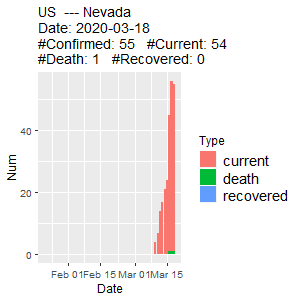 US --- Nevada
Date: 2020-03-18
#Confirmed: 55 #Current: 54
#Death: 1 #Recovered: 0
Num
40
20
0
Feb 01
Feb 15
Mar 01
Mar 15
Date
Type
current
death
recovered